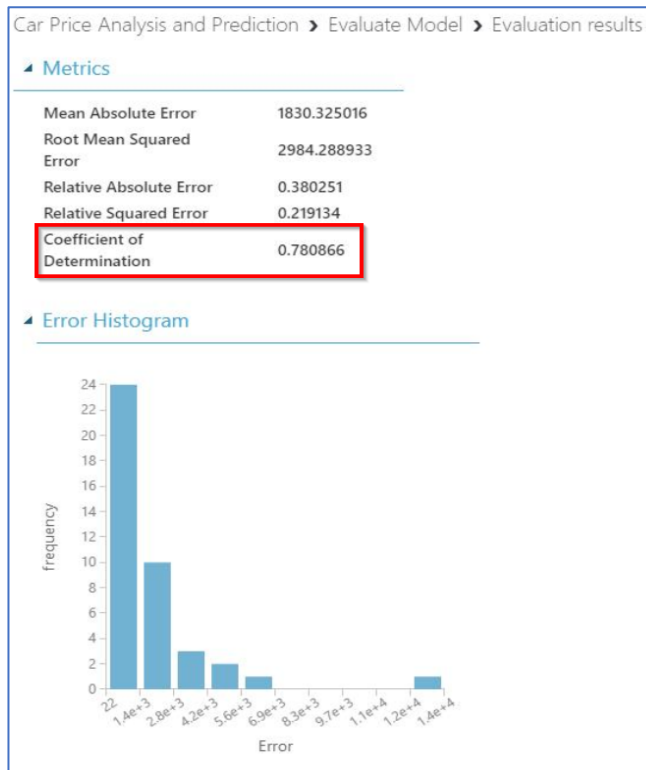 Car Price Analysis and Prediction › Evaluate Model › Evaluation results
Metrics
Mean Absolute Error 1830.325016
Root Mean Squared
Error 2984.288933
Relative Absolute Error 0.380251
Relative Squared Error 0.219134
Coefficient of
Determination 0.780866
Error Histogram
24
22
20
18
16
14
12
10
8
6
4
2
0
frequency
22
1.4e+3
2.8e+3
4.2e+3
5.6e+3
6.9e+3
8.3e+3
9.7e+3
1.1e+4
1.2e+4
1.4e+4
Error